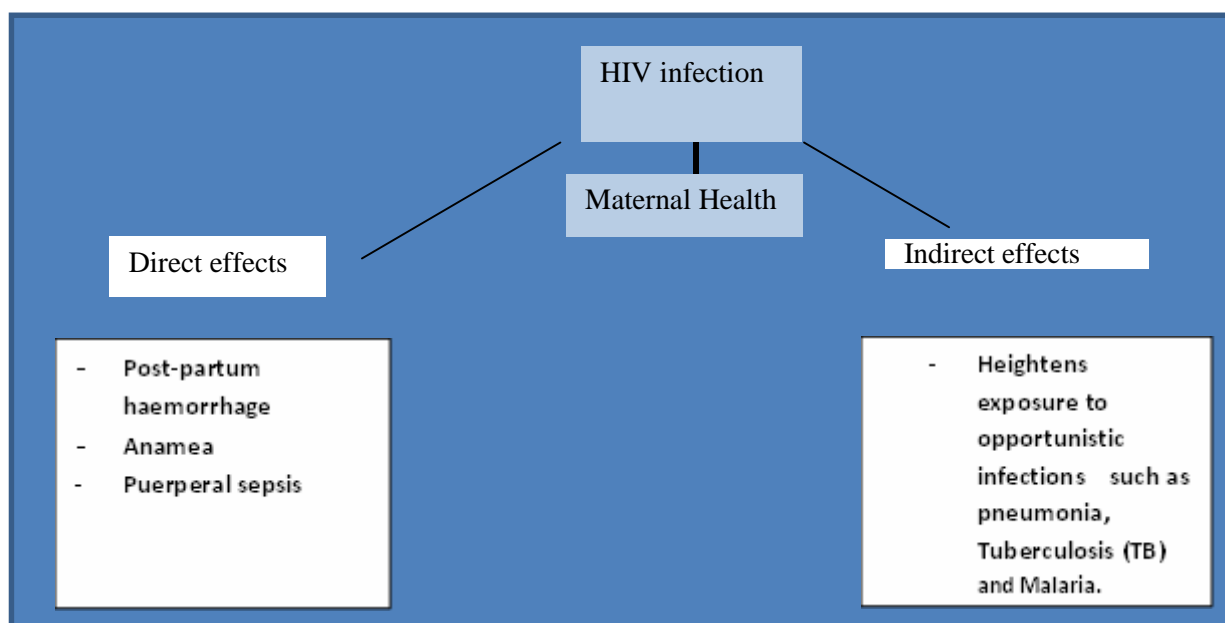 HIV infection
Maternal Health
Direct effects
Indirect effects
- Post-partum
haemorrhage
- Anamea
- Puerperal sepsis
- Heightens
exposure to
opportunistic
infections such as
pneumonia,
Tuberculosis (TB)
and Malaria.